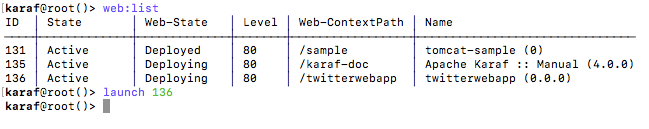 karaf@root()> web:list
ID │ State │ Web-State │ Level │ Web-ContextPath │ Name
131 │ Active │ Deployed │ 80 │ /sample │ tomcat-sample (0)
135 │ Active │ Deploying │ 80 │ /karaf-doc │ Apache Karaf :: Manual (4.0.0)
136 │ Active │ Deploying │ 80 │ /twitterwebapp │ twitterwebapp (0.0.0)
karaf@root()> launch 136
karaf@root()>